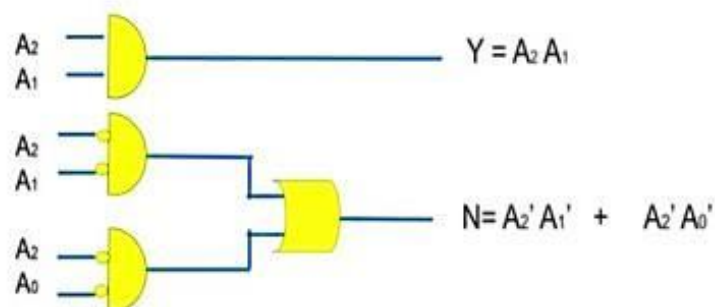 A₂
A₁
Y = A₂ A₁
A₂
A₁
N= A₂' A₁' + A₂' A₀'
A₂
A₀